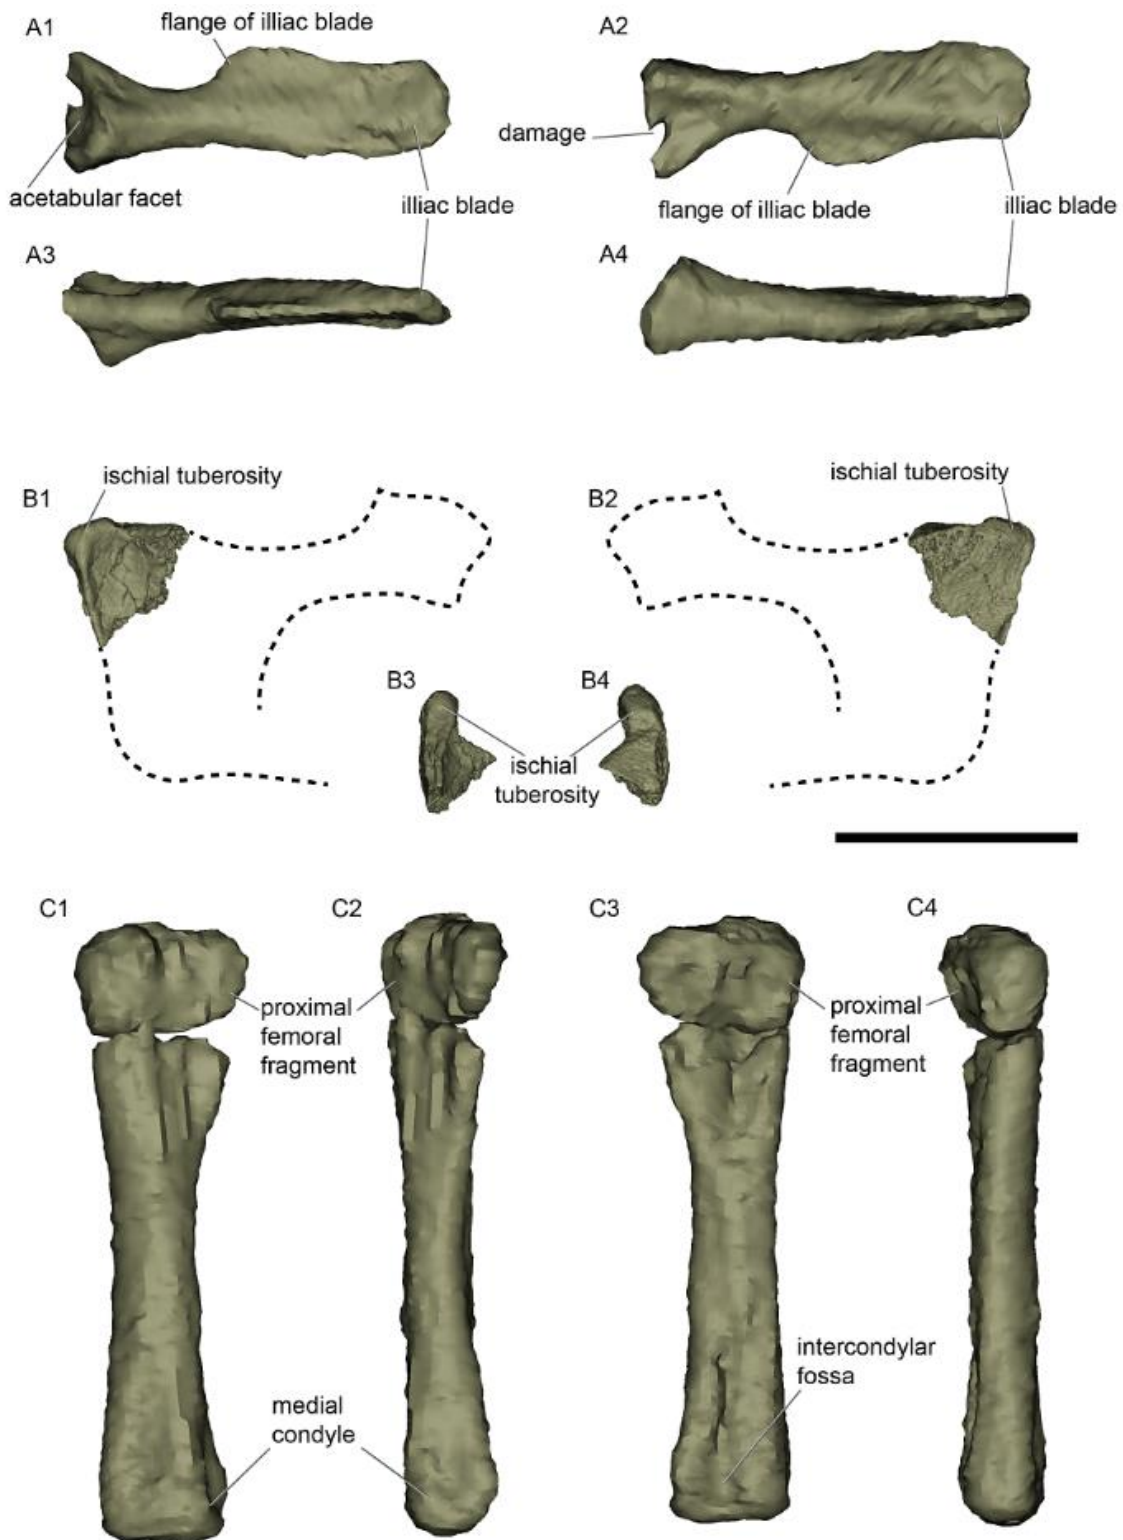 A1
flange of illiac blade
A2
damage
acetabular facet
illiac blade
flange of illiac blade
illiac blade
A3
A4
ischial tuberosity
ischial tuberosity
B1
B2
B3
B4
ischial
tuberosity
C1
C2
C3
C4
proximal
femoral
fragment
proximal
femoral
fragment
intercondylar
fossa
medial
condyle